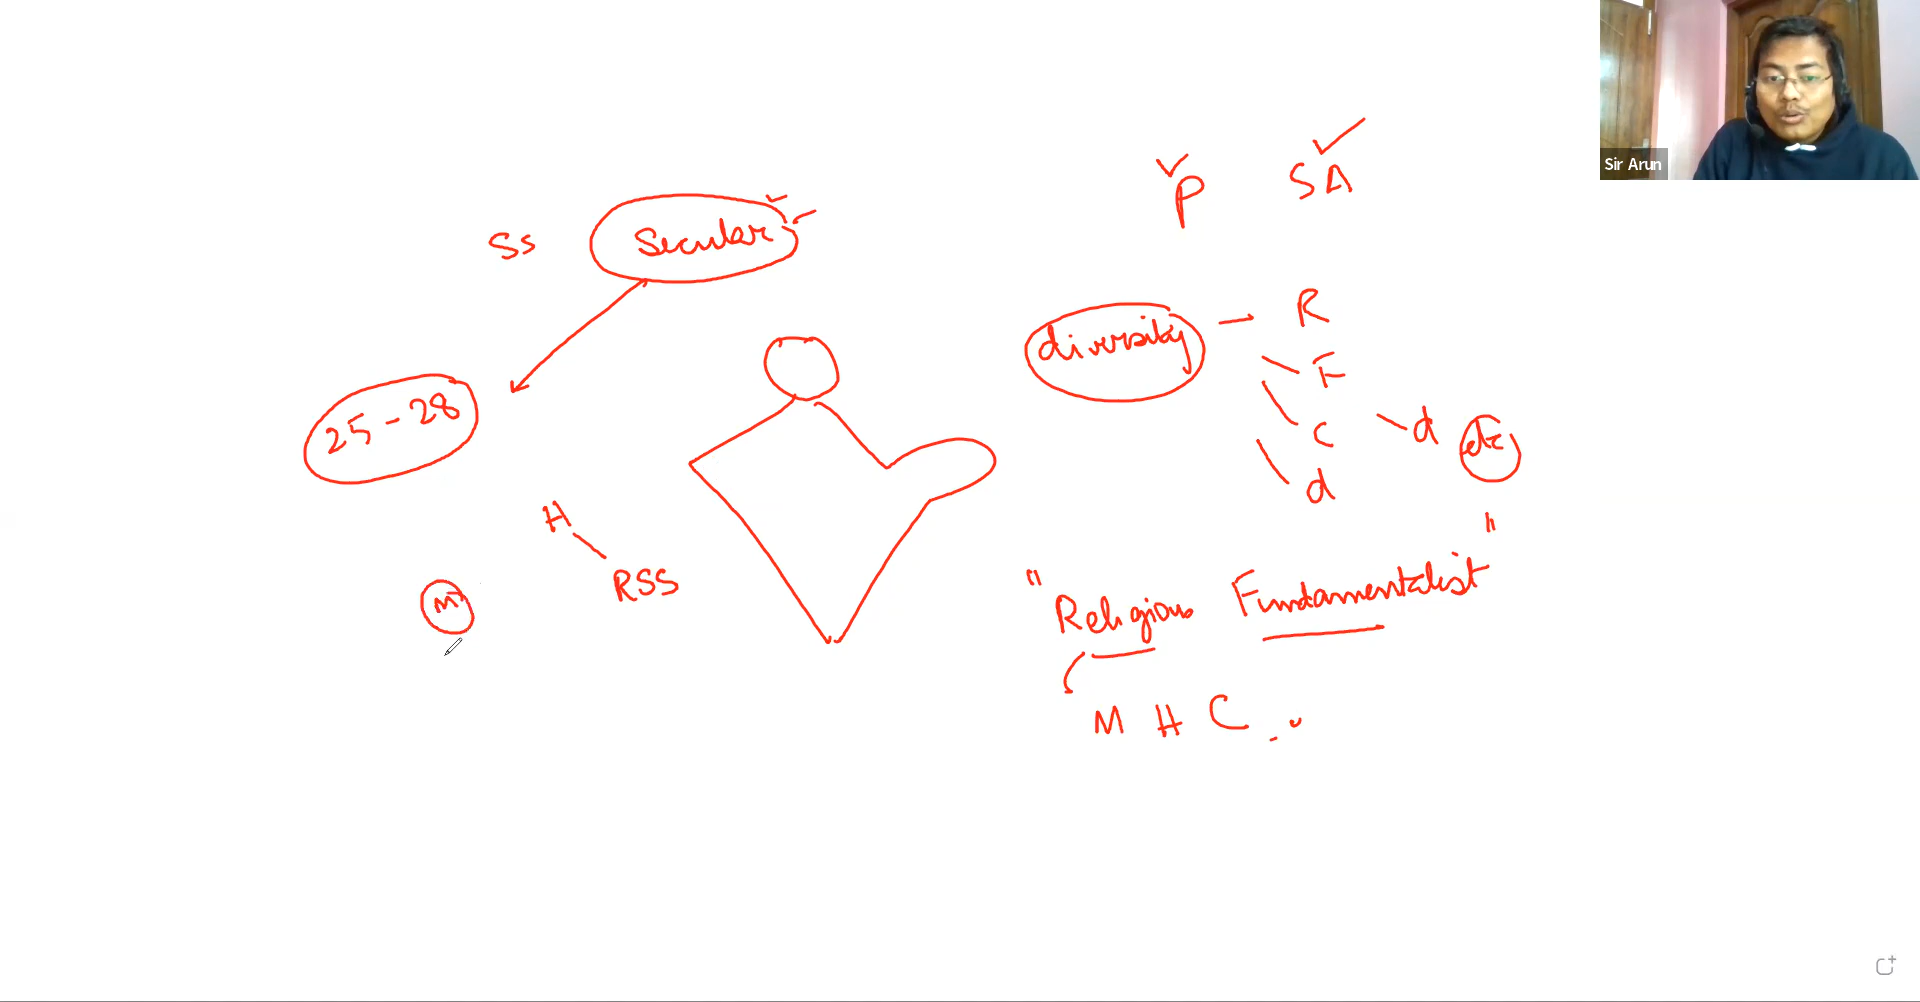 Sir Arun
P SA
Ss Secular
diversity — R
F
C d etc
d
25-28
H
RSS
M
" Religious Fundamentalist "
M H C